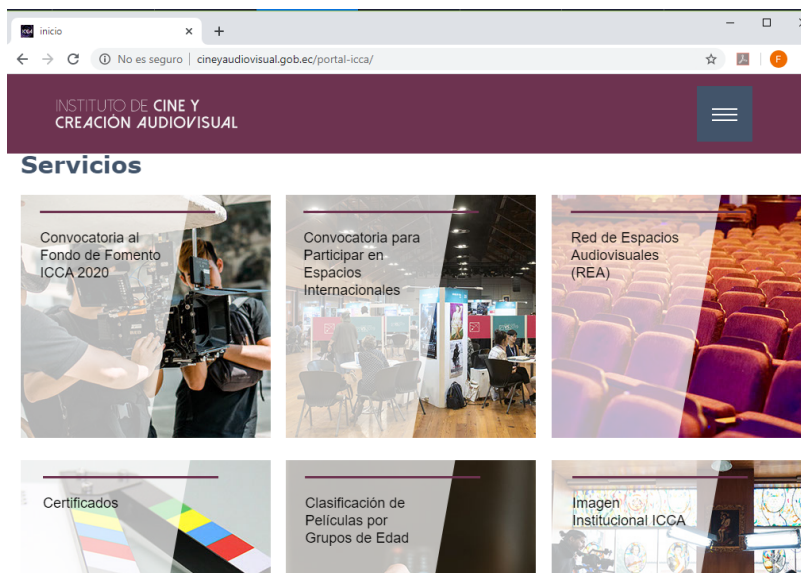 inicio
No es seguro | cineyaudiovisual.gob.ec/portal-icca/
F
INSTITUTO DE CINE Y
CREACIÓN AUDIOVISUAL
Servicios
Convocatoria al
Fondo de Fomento
ICCA 2020
Convocatoria para
Participar en
Espacios
Internacionales
Red de Espacios
Audiovisuales
(REA)
Certificados
Clasificación de
Películas por
Grupos de Edad
Imagen
Institucional ICCA